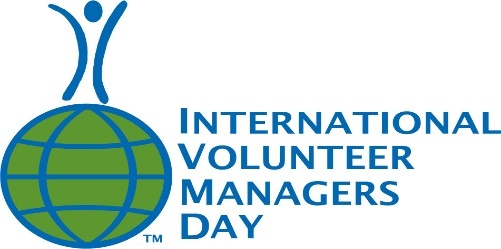 INTERNATIONAL
VOLUNTEER
MANAGERS
DAY
TM